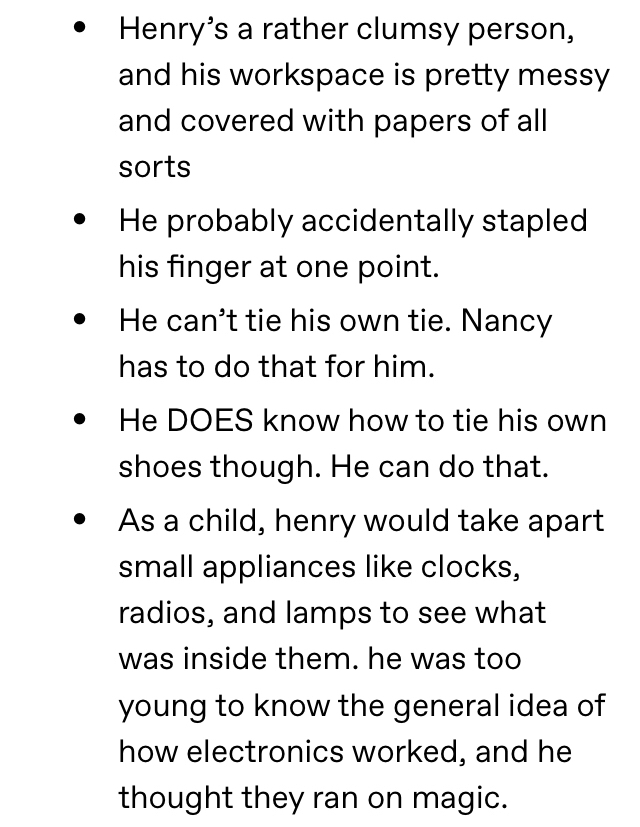 • Henry’s a rather clumsy person,
and his workspace is pretty messy
and covered with papers of all
sorts
• He probably accidentally stapled
his finger at one point.
• He can’t tie his own tie. Nancy
has to do that for him.
• He DOES know how to tie his own
shoes though. He can do that.
• As a child, henry would take apart
small appliances like clocks,
radios, and lamps to see what
was inside them. he was too
young to know the general idea of
how electronics worked, and he
thought they ran on magic.